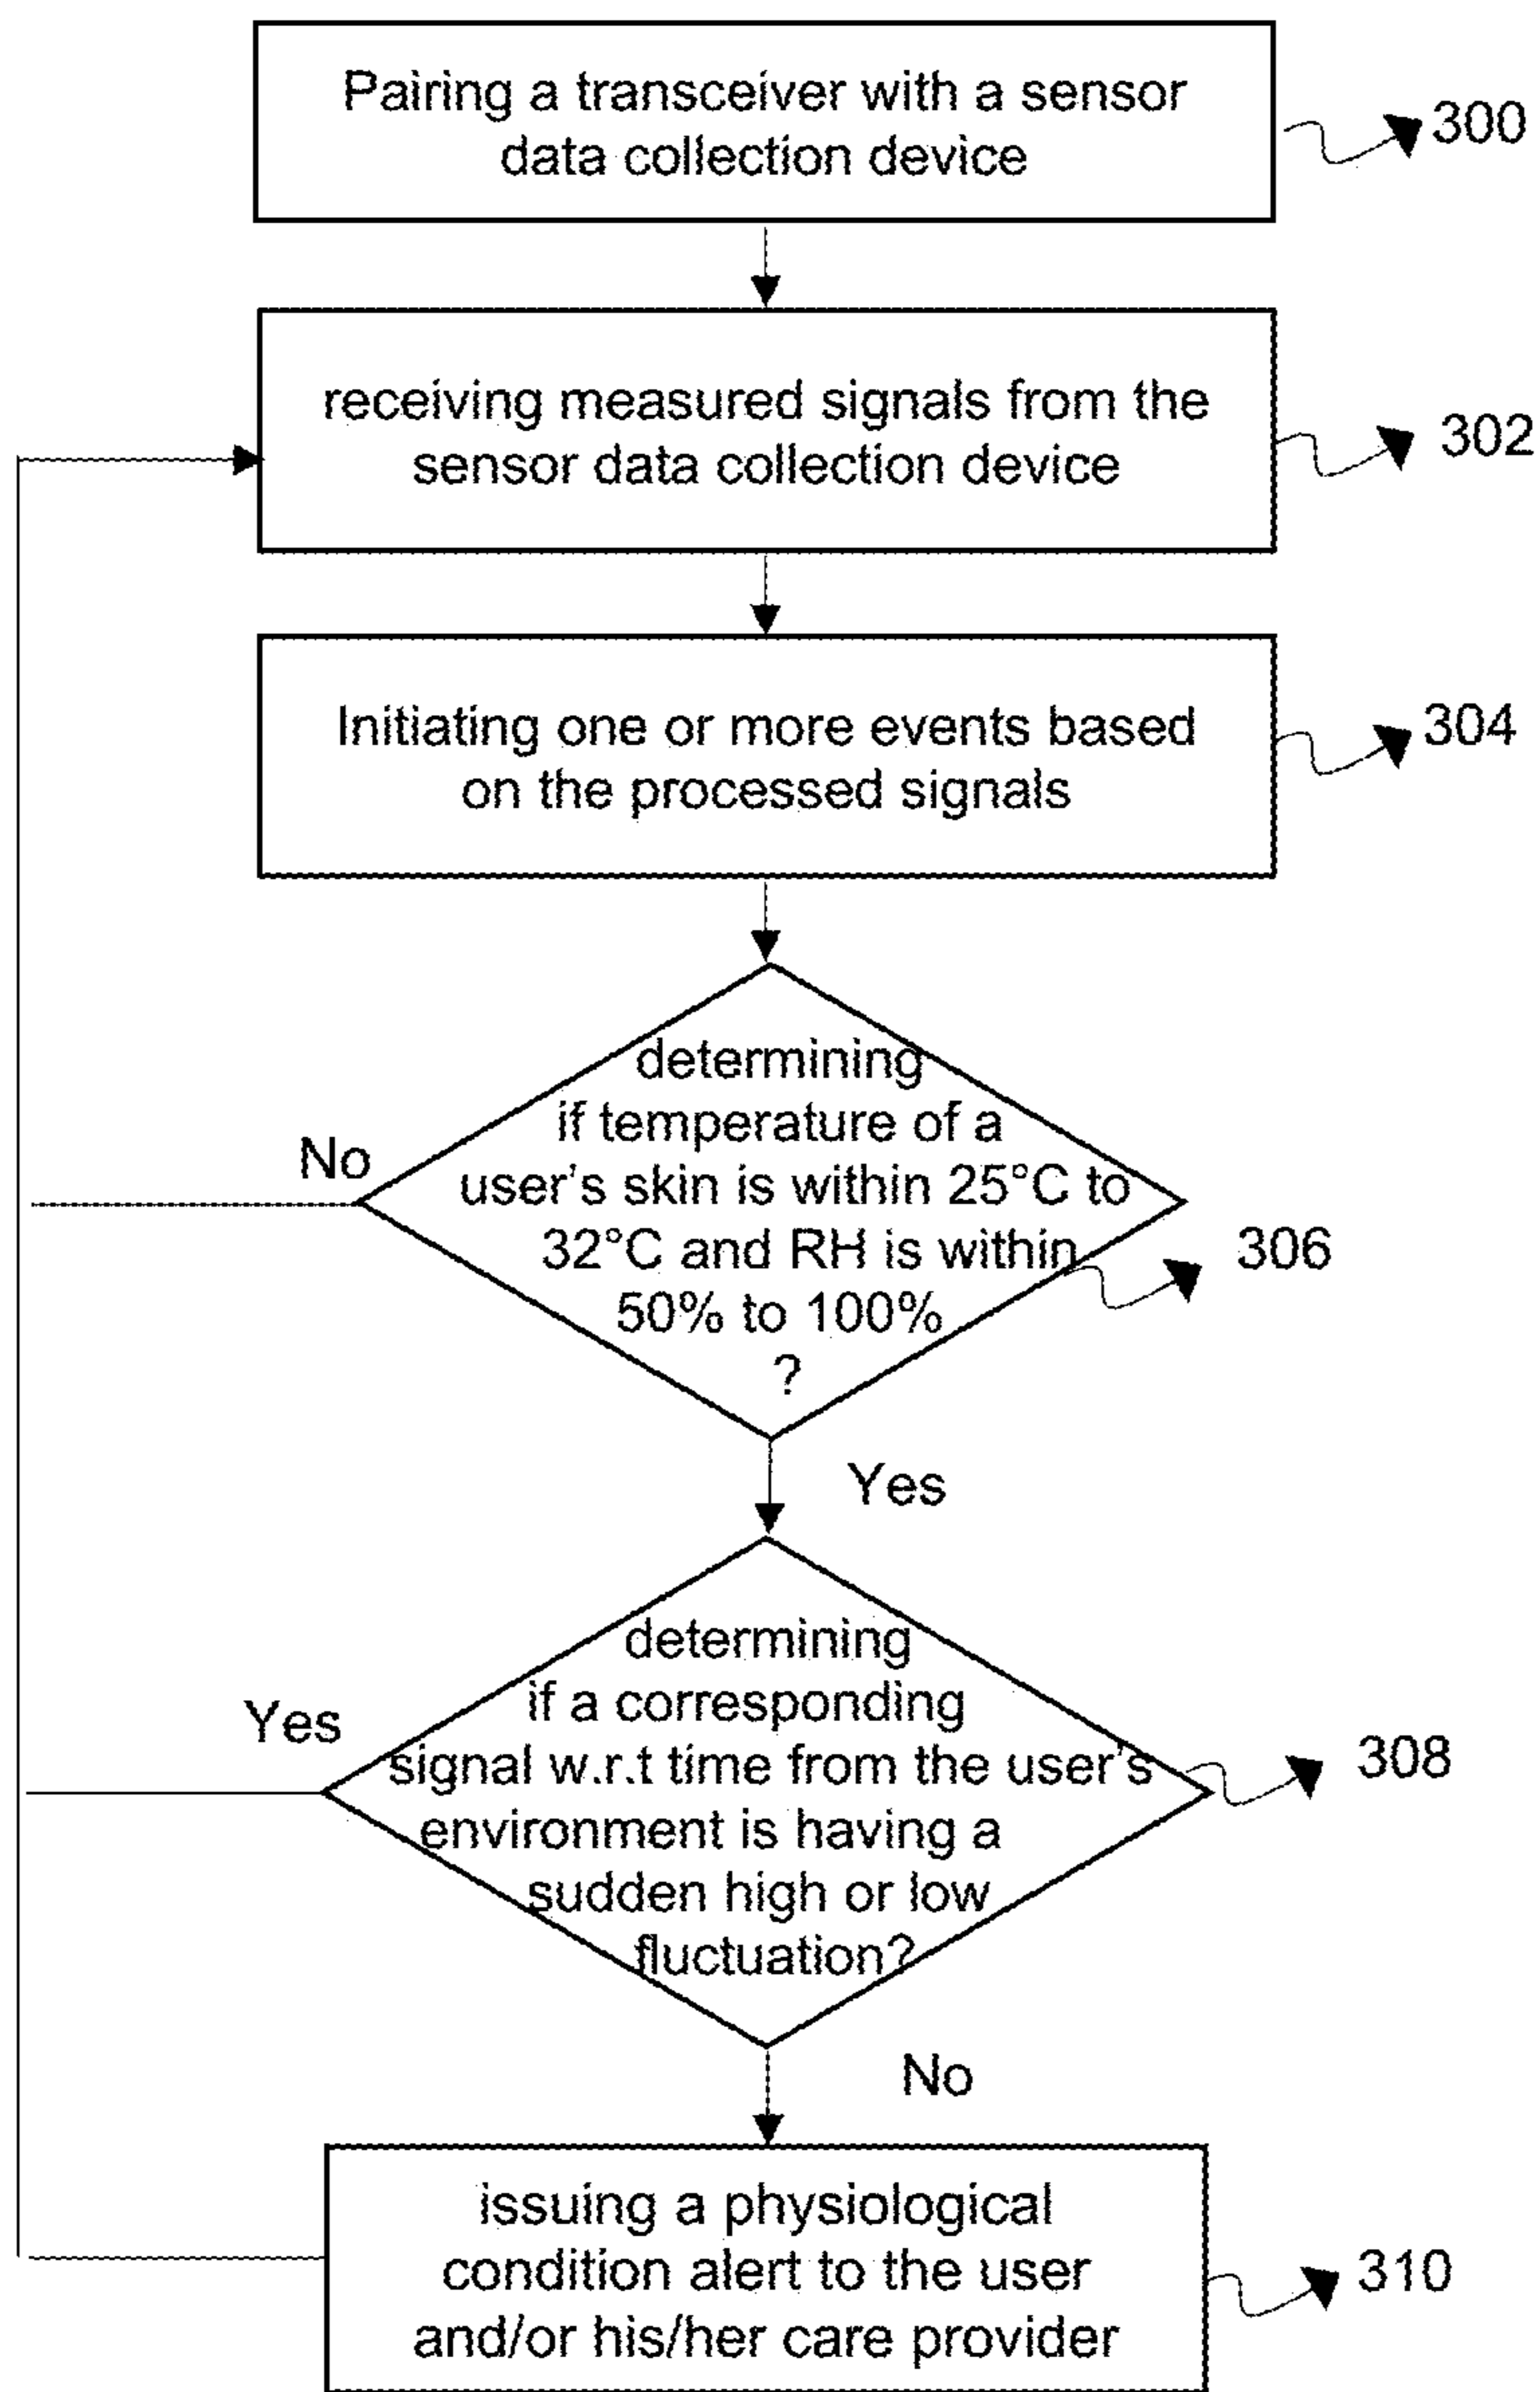 Pairing a transceiver with a sensor
data collection device
300
receiving measured signals from the
sensor data collection device
302
Initiating one or more events based
on the processed signals
304
determining
if temperature of a
user's skin is within 25°C to
32°C and RH is within
50% to 100%
?
No
306
Yes
determining
if a corresponding
signal w.r.t time from the user's
environment is having a
sudden high or low
fluctuation?
Yes
308
No
issuing a physiological
condition alert to the user
and/or his/her care provider
310